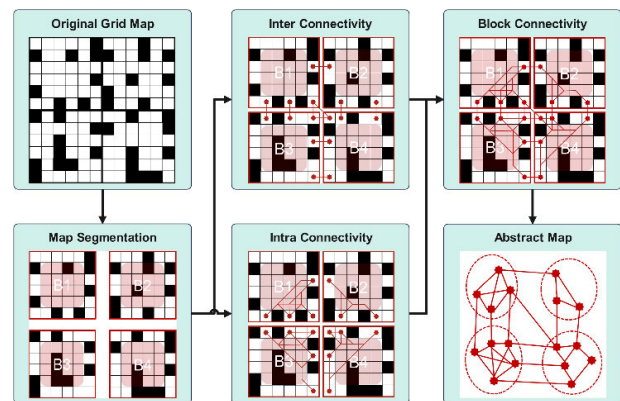 Original Grid Map
Inter Connectivity
B1
B2
B3
B4
Block Connectivity
B1
B2
B3
B4
Map Segmentation
B1
B2
B3
B4
Intra Connectivity
B1
B2
B3
B4
Abstract Map